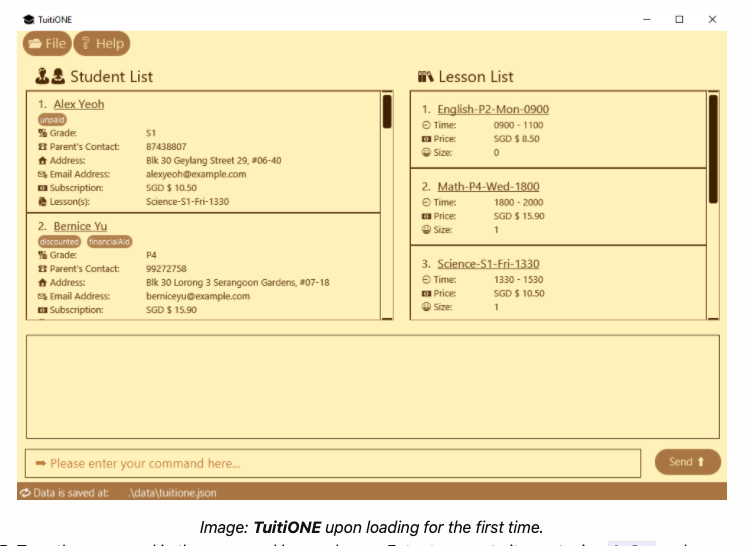 TuitiONE
File
Help
Student List
1. Alex Yeoh
unpaid
Grade: S1
Parent's Contact: 87438807
Address: Blk 30 Geylang Street 29, #06-40
Email Address: alexyeoh@example.com
Subscription: SGD $ 10.50
Lesson(s): Science-S1-Fri-1330
2. Bernice Yu
discounted financialAid
Grade: P4
Parent's Contact: 99272758
Address: Blk 30 Lorong 3 Serangoon Gardens, #07-18
Email Address: berniceyu@example.com
Subscription: SGD $ 15.90
Lesson List
1. English-P2-Mon-0900
Time: 0900 - 1100
Price: SGD $ 8.50
Size: 0
2. Math-P4-Wed-1800
Time: 1800 - 2000
Price: SGD $ 15.90
Size: 1
3. Science-S1-Fri-1330
Time: 1330 - 1530
Price: SGD $ 10.50
Size: 1
Please enter your command here...
Send
Data is saved at: .\data\tuitione.json
Image: TuitiONE upon loading for the first time.